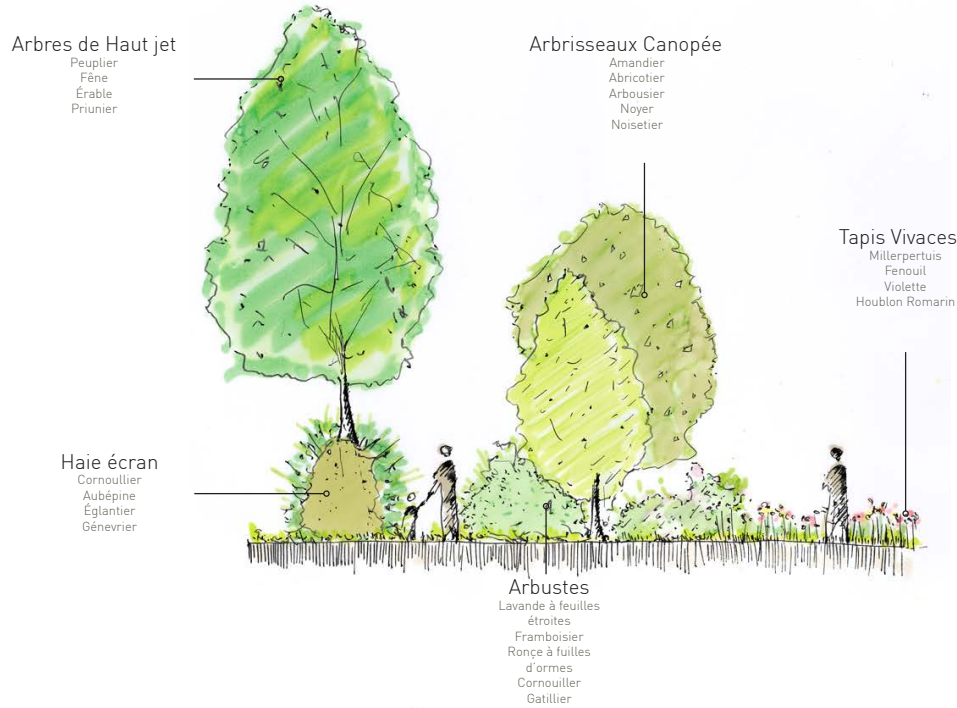 Arbres de Haut jet
Peuplier
Fêne
Érable
Priunier
Arbrisseaux Canopée
Amandier
Abricotier
Arbousier
Noyer
Noisetier
Tapis Vivaces
Millerpertuis
Fenouil
Violette
Houblon Romarin
Haie écran
Cornoullier
Aubépine
Églantier
Génevrier
Arbustes
Lavande à feuilles
étroites
Framboisier
Ronçe à fuilles
d'ormes
Cornouiller
Gatillier